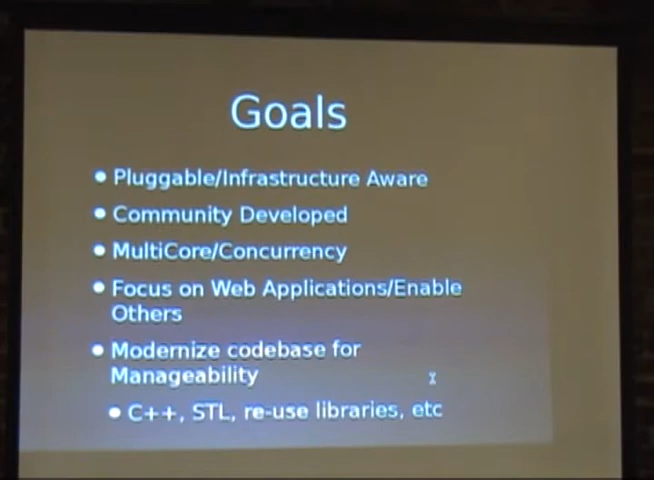 Goals
• Pluggable/Infrastructure Aware
• Community Developed
• MultiCore/Concurrency
• Focus on Web Applications/Enable
Others
• Modernize codebase for
Manageability
• C++, STL, re-use libraries, etc